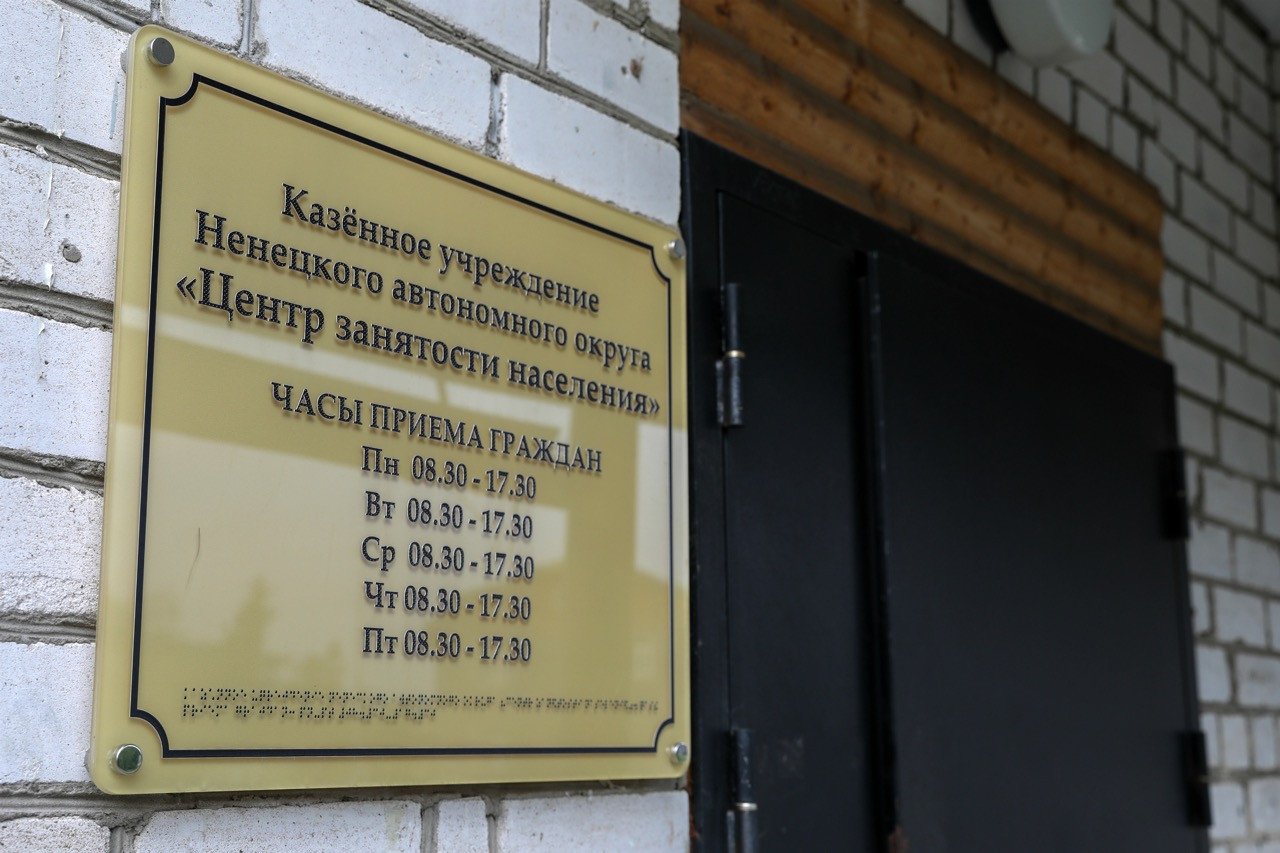 Казённое учреждение
Ненецкого автономного округа
«Центр занятости населения»
ЧАСЫ ПРИЕМА ГРАЖДАН
Пн 08.30 - 17.30
Вт 08.30 - 17.30
Ср 08.30 - 17.30
Чт 08.30 - 17.30
Пт 08.30 - 17.30